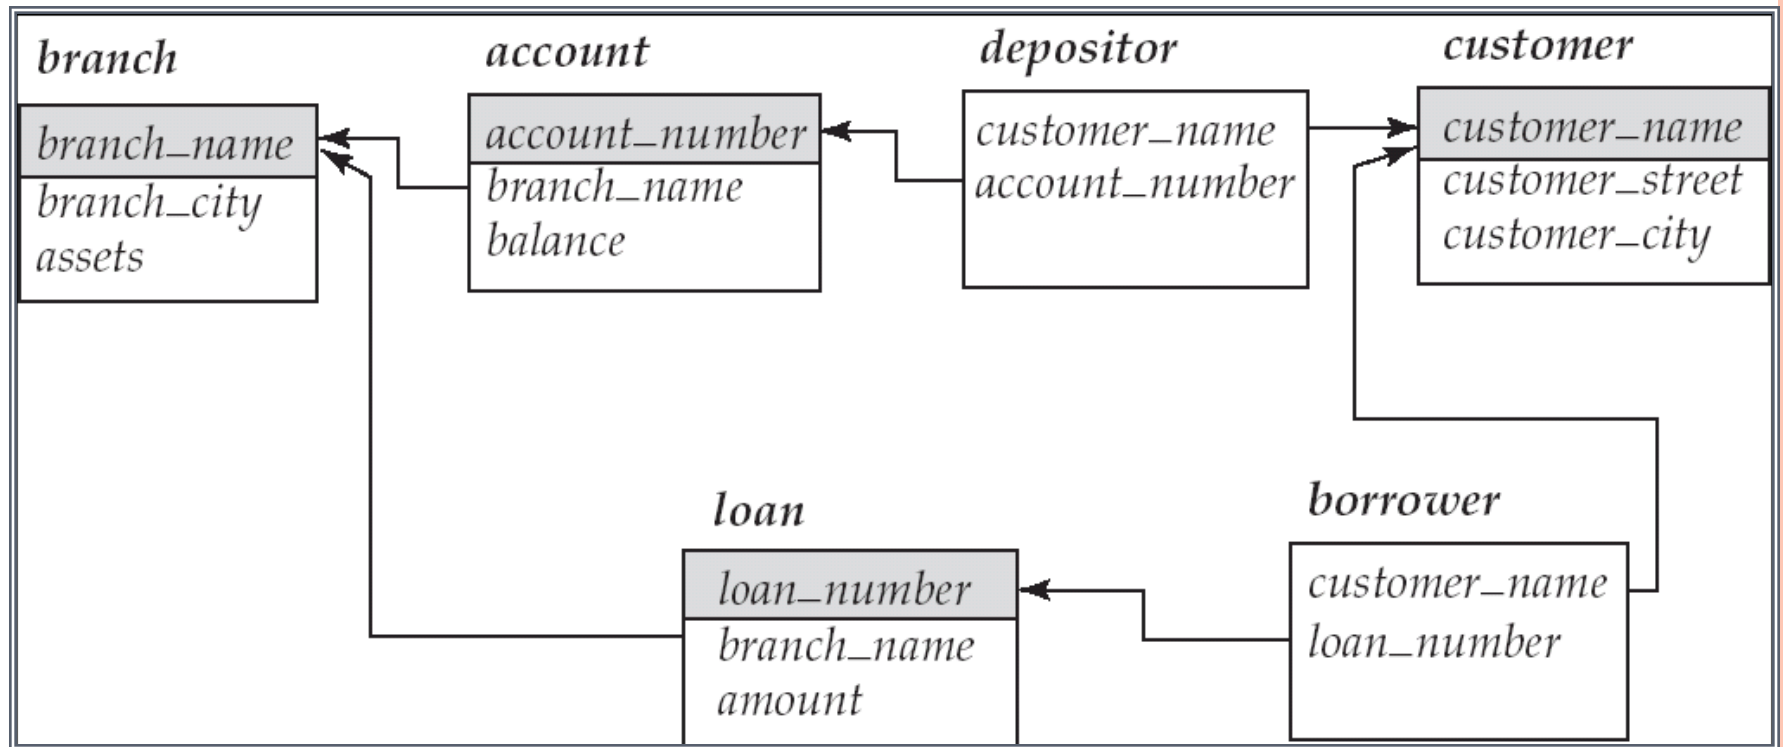 branch
branch_name
branch_city
assets
account
account_number
branch_name
balance
depositor
customer_name
account_number
customer
customer_name
customer_street
customer_city
loan
loan_number
branch_name
amount
borrower
customer_name
loan_number